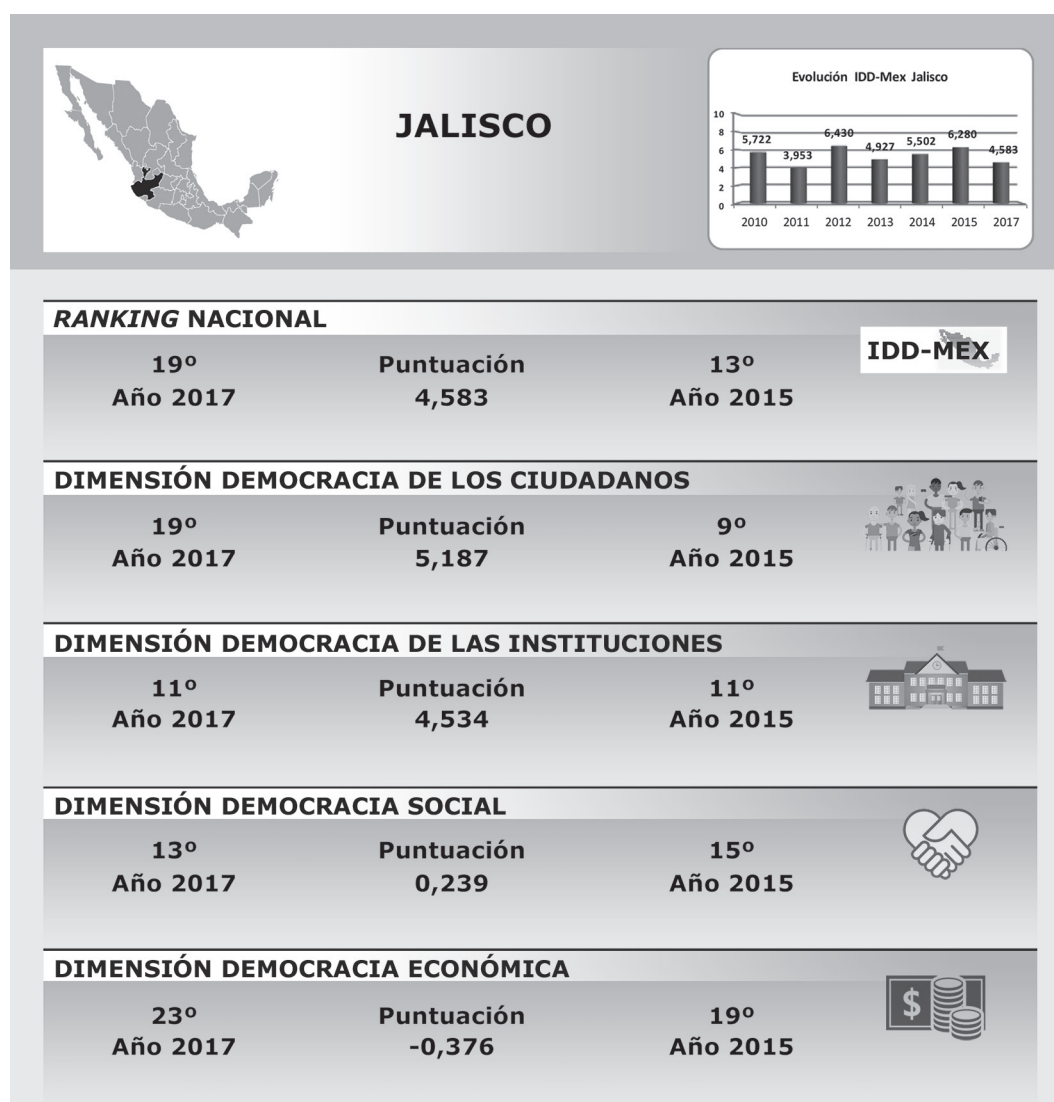 JALISCO
Evolución IDD-Mex Jalisco
10
8
6
4
2
0
5,722
3,953
6,430
4,927
5,502
6,280
4,583
2010 2011 2012 2013 2014 2015 2017
RANKING NACIONAL
IDD-MEX
19º Puntuación 13º
Año 2017 4,583 Año 2015
DIMENSIÓN DEMOCRACIA DE LOS CIUDADANOS
19º Puntuación 9º
Año 2017 5,187 Año 2015
DIMENSIÓN DEMOCRACIA DE LAS INSTITUCIONES
11º Puntuación 11º
Año 2017 4,534 Año 2015
DIMENSIÓN DEMOCRACIA SOCIAL
13º Puntuación 15º
Año 2017 0,239 Año 2015
DIMENSIÓN DEMOCRACIA ECONÓMICA
$
23º Puntuación 19º
Año 2017 -0,376 Año 2015